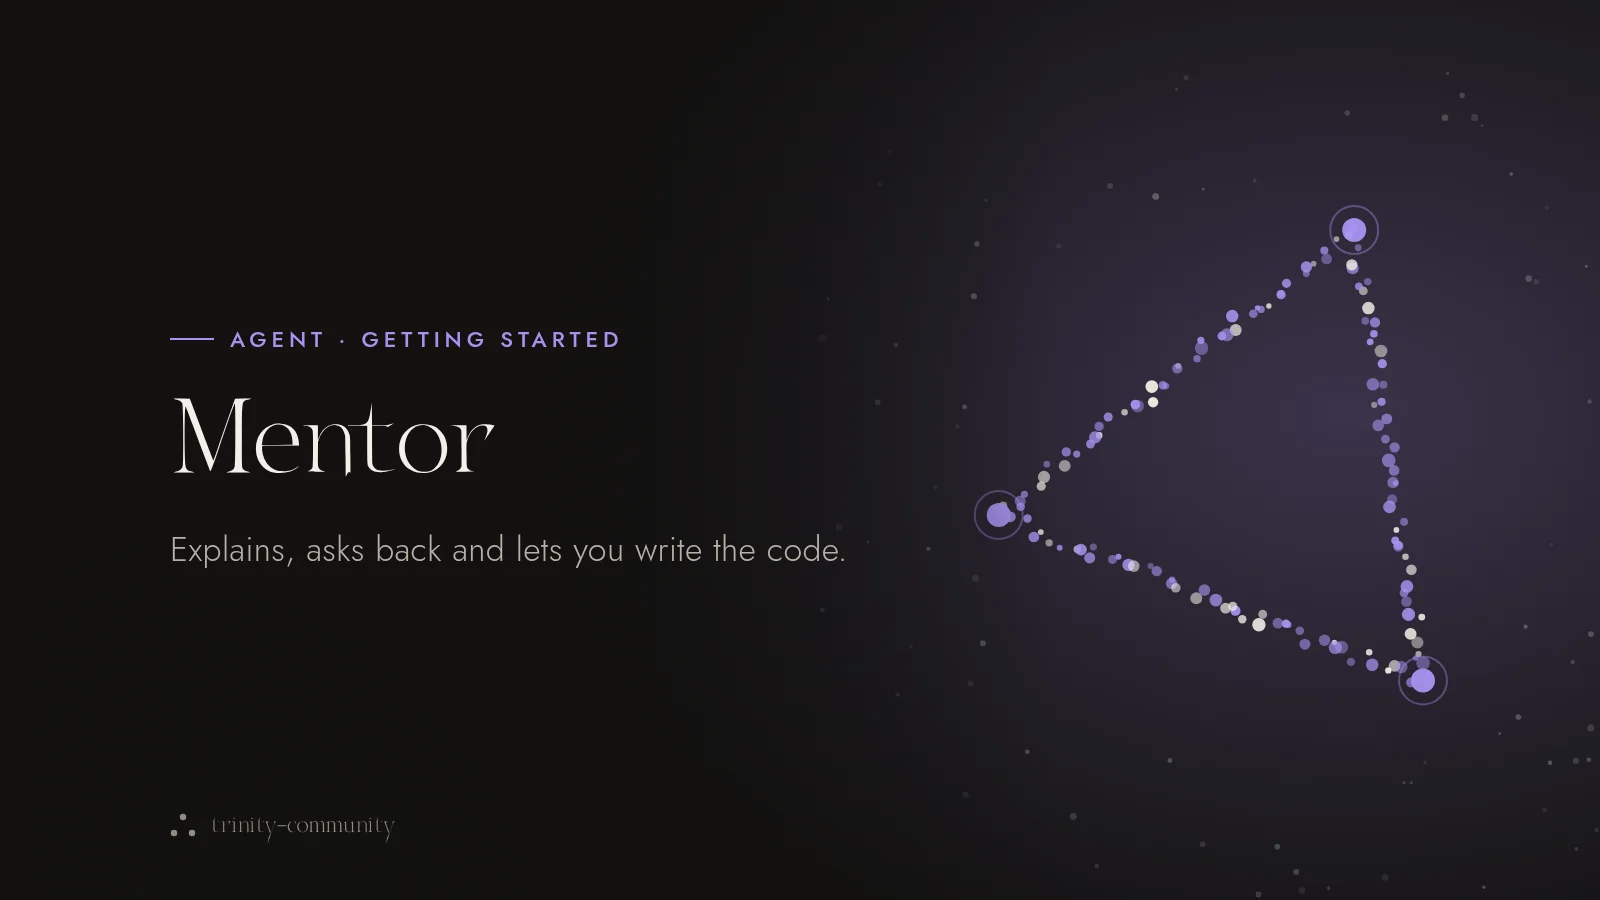 AGENT · GETTING STARTED
Mentor
Explains, asks back and lets you write the code.
trinity-community